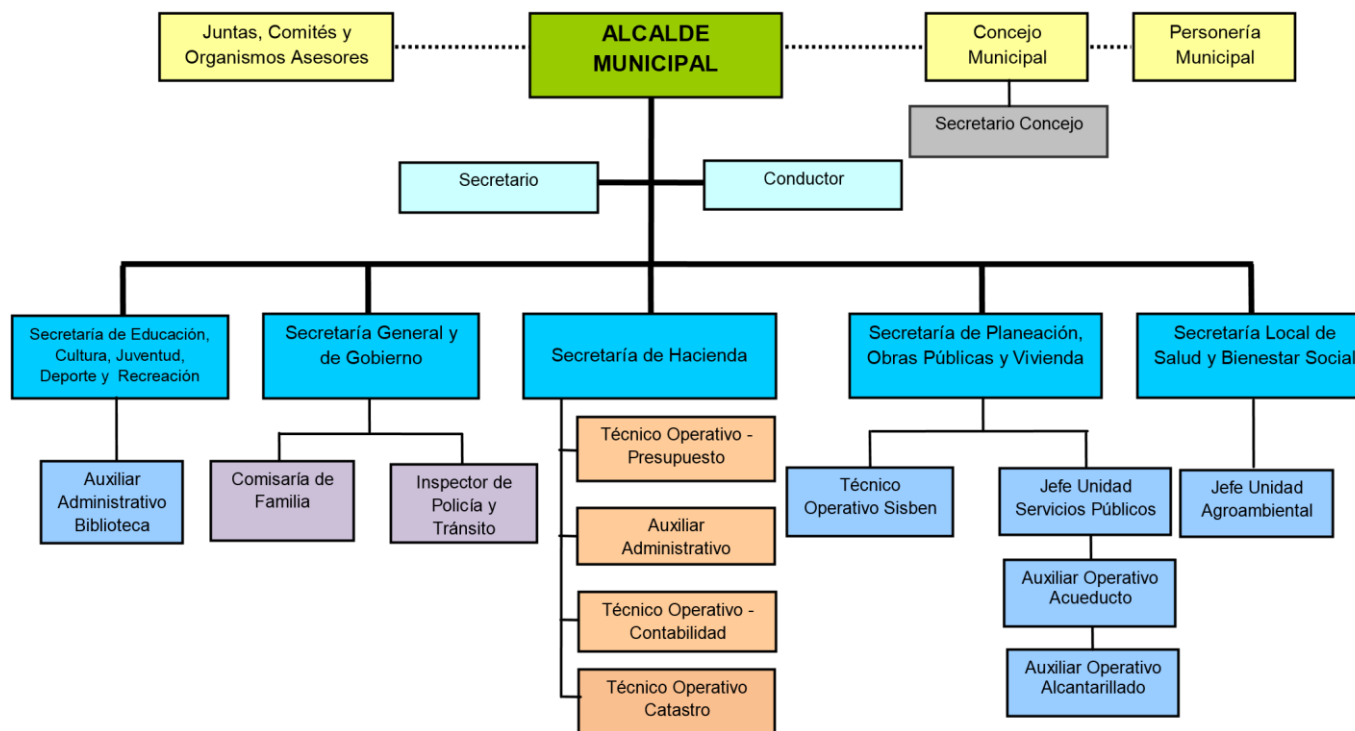 Juntas, Comités y
Organismos Asesores
ALCALDE
MUNICIPAL
Concejo
Municipal
Personería
Municipal
Secretario Concejo
Secretario
Conductor
Secretaría de Educación,
Cultura, Juventud,
Deporte y Recreación
Secretaría General y
de Gobierno
Secretaría de Hacienda
Secretaría de Planeación,
Obras Públicas y Vivienda
Secretaría Local de
Salud y Bienestar Social
Auxiliar
Administrativo
Biblioteca
Comisaría de
Familia
Inspector de
Policía y
Tránsito
Técnico Operativo -
Presupuesto
Auxiliar
Administrativo
Técnico Operativo -
Contabilidad
Técnico Operativo
Catastro
Técnico
Operativo Sisben
Jefe Unidad
Servicios Públicos
Auxiliar Operativo
Acueducto
Auxiliar Operativo
Alcantarillado
Jefe Unidad
Agroambiental